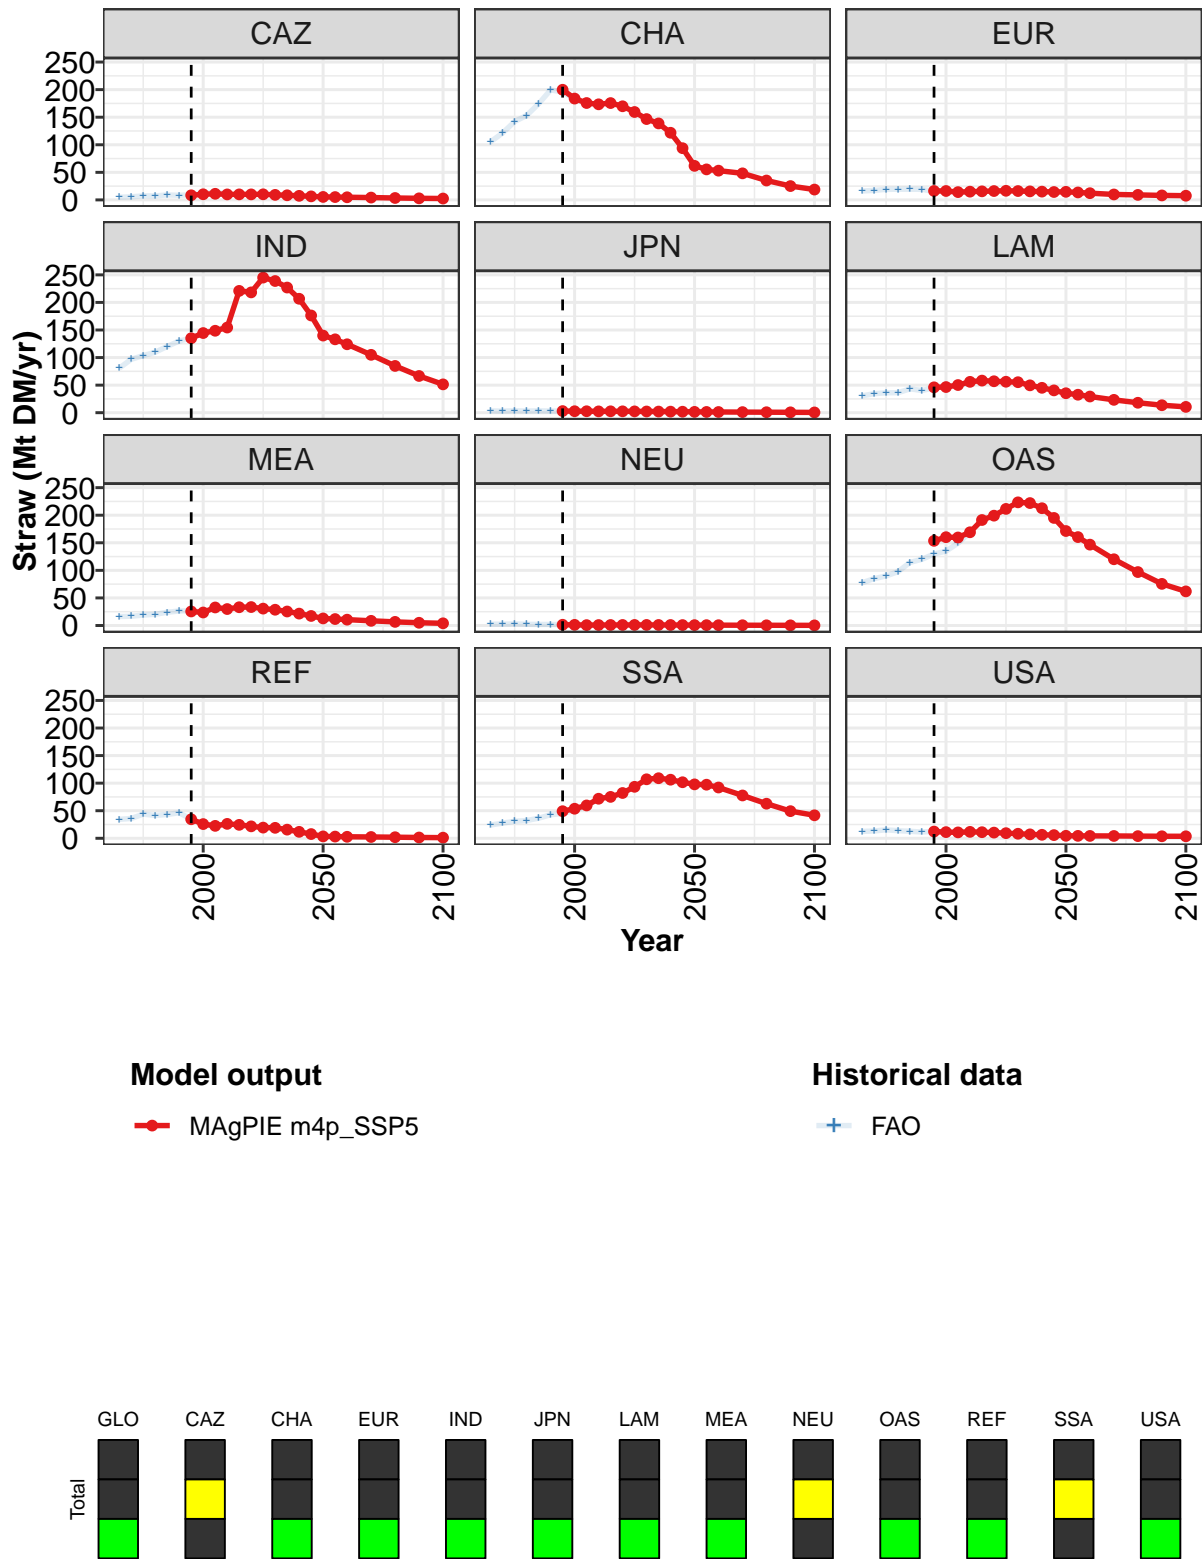 CAZ CHA EUR
250
200
150
100
50
0
IND JPN LAM
250
200
150
100
50
0
MEA NEU OAS
250
200
150
100
50
0
REF SSA USA
250
200
150
100
50
0
Straw (Mt DM/yr)
2000 2050 2100 2000 2050 2100 2000 2050 2100
Year
Model output Historical data
MAgPIE m4p_SSP5 FAO
GLO CAZ CHA EUR IND JPN LAM MEA NEU OAS REF SSA USA
Total